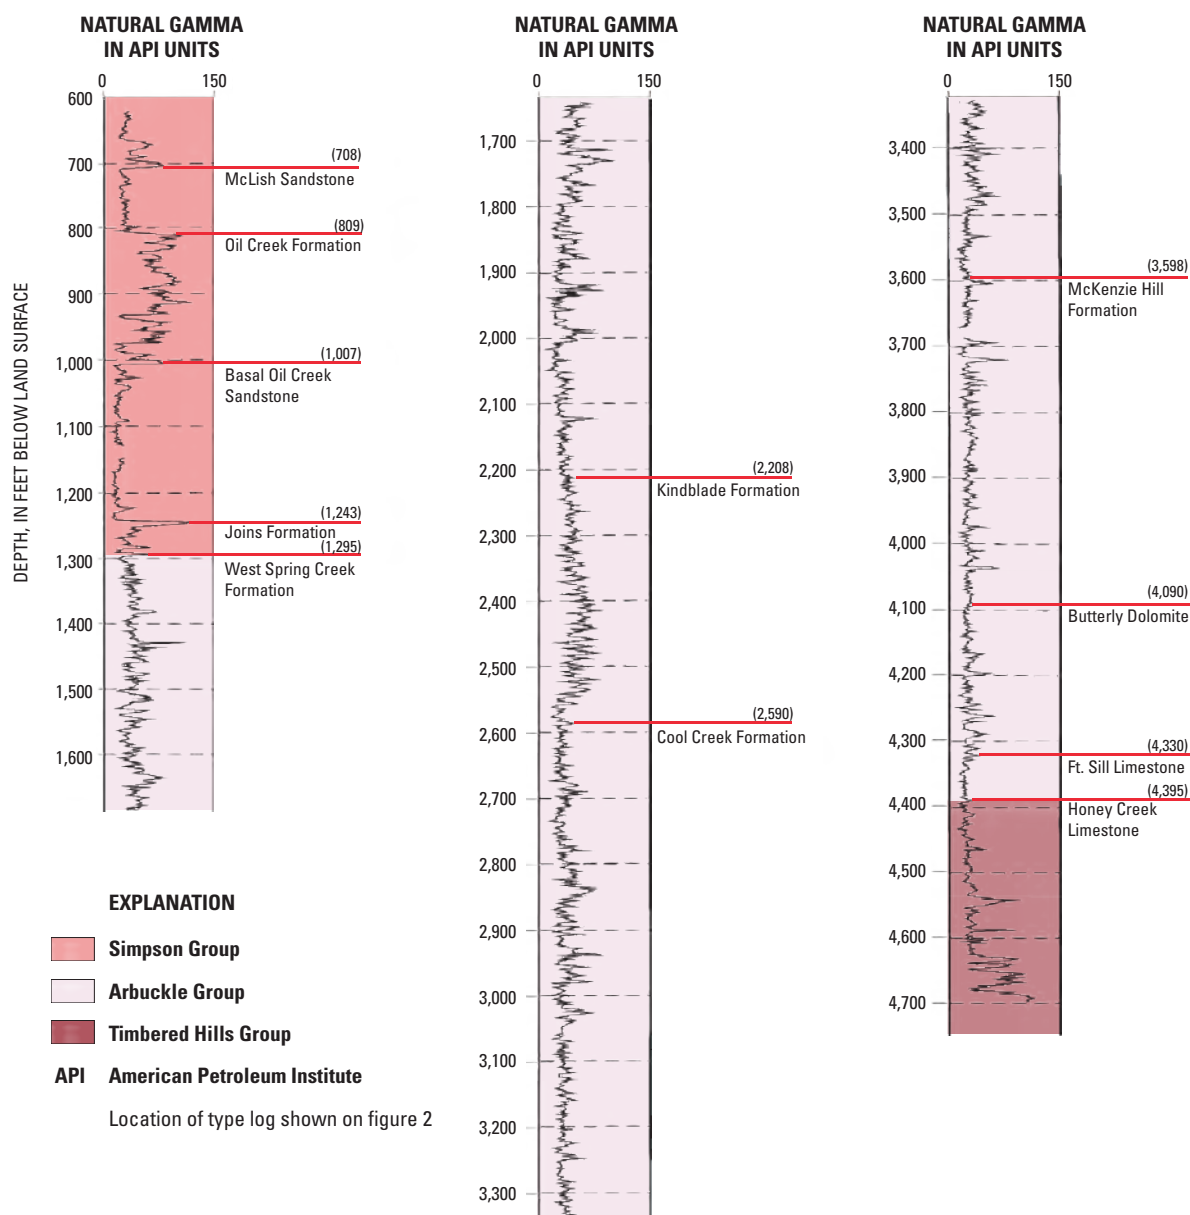 NATURAL GAMMA
IN API UNITS
0 150
DEPTH, IN FEET BELOW LAND SURFACE
600
700
800
900
1,000
1,100
1,200
1,300
1,400
1,500
1,600
(708)
McLish Sandstone
(809)
Oil Creek Formation
(1,007)
Basal Oil Creek
Sandstone
(1,243)
Joins Formation
(1,295)
West Spring Creek
Formation
NATURAL GAMMA
IN API UNITS
0 150
1,700
1,800
1,900
2,000
2,100
2,200
2,300
2,400
2,500
2,600
2,700
2,800
2,900
3,000
3,100
3,200
3,300
(2,208)
Kindblade Formation
(2,590)
Cool Creek Formation
NATURAL GAMMA
IN API UNITS
0 150
3,400
3,500
3,600
3,700
3,800
3,900
4,000
4,100
4,200
4,300
4,400
4,500
4,600
4,700
(3,598)
McKenzie Hill
Formation
(4,090)
Butterly Dolomite
(4,330)
Ft. Sill Limestone
(4,395)
Honey Creek
Limestone
EXPLANATION
Simpson Group
Arbuckle Group
Timbered Hills Group
API American Petroleum Institute
Location of type log shown on figure 2